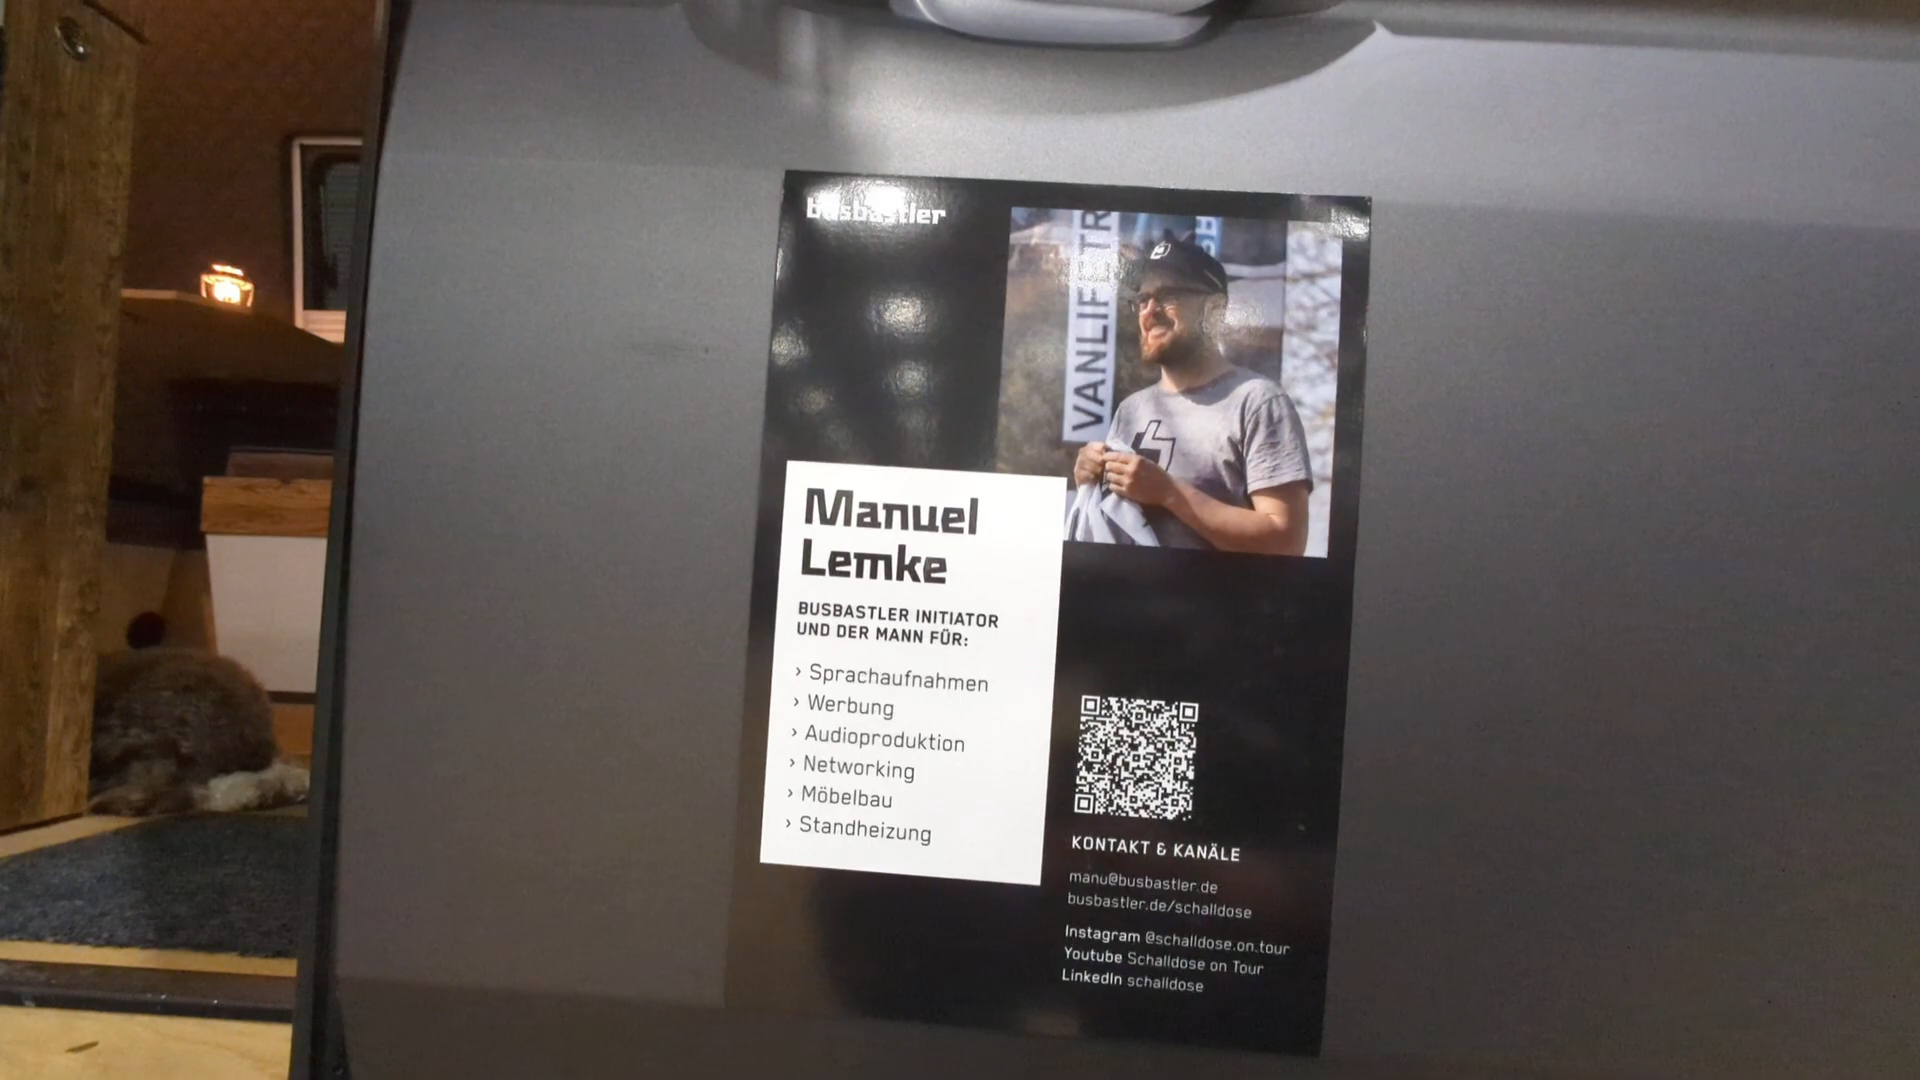 busbastler
VANLIFETR
Manuel
Lemke
BUSBASTLER INITIATOR
UND DER MANN FÜR:
› Sprachaufnahmen
› Werbung
› Audioproduktion
› Networking
› Möbelbau
› Standheizung
KONTAKT & KANÄLE
manu@busbastler.de
busbastler.de/schalldose
Instagram @schalldose.on.tour
Youtube Schalldose on Tour
LinkedIn schalldose